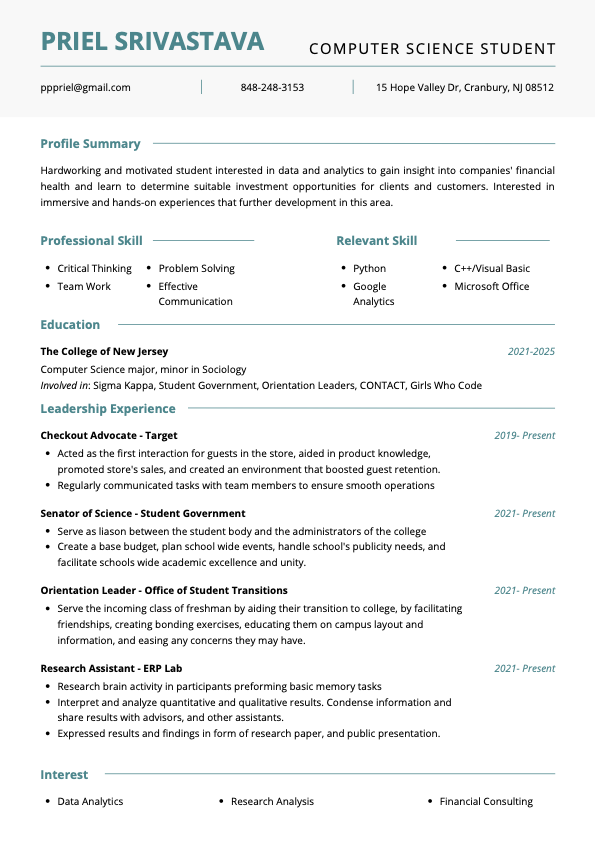 PRIEL SRIVASTAVA
COMPUTER SCIENCE STUDENT
pppriel@gmail.com
848-248-3153
15 Hope Valley Dr, Cranbury, NJ 08512
Profile Summary
Hardworking and motivated student interested in data and analytics to gain insight into companies' financial
health and learn to determine suitable investment opportunities for clients and customers. Interested in
immersive and hands-on experiences that further development in this area.
Professional Skill
• Critical Thinking
• Team Work
• Problem Solving
• Effective
Communication
Relevant Skill
• Python
• Google
Analytics
• C++/Visual Basic
• Microsoft Office
Education
The College of New Jersey 2021-2025
Computer Science major, minor in Sociology
Involved in: Sigma Kappa, Student Government, Orientation Leaders, CONTACT, Girls Who Code
Leadership Experience
Checkout Advocate - Target 2019- Present
• Acted as the first interaction for guests in the store, aided in product knowledge,
promoted store's sales, and created an environment that boosted guest retention.
• Regularly communicated tasks with team members to ensure smooth operations
Senator of Science - Student Government 2021- Present
• Serve as liason between the student body and the administrators of the college
• Create a base budget, plan school wide events, handle school's publicity needs, and
facilitate schools wide academic excellence and unity.
Orientation Leader - Office of Student Transitions 2021- Present
• Serve the incoming class of freshman by aiding their transition to college, by facilitating
friendships, creating bonding exercises, educating them on campus layout and
information, and easing any concerns they may have.
Research Assistant - ERP Lab 2021- Present
• Research brain activity in participants preforming basic memory tasks
• Interpret and analyze quantitative and qualitative results. Condense information and
share results with advisors, and other assistants.
• Expressed results and findings in form of research paper, and public presentation.
Interest
• Data Analytics
• Research Analysis
• Financial Consulting